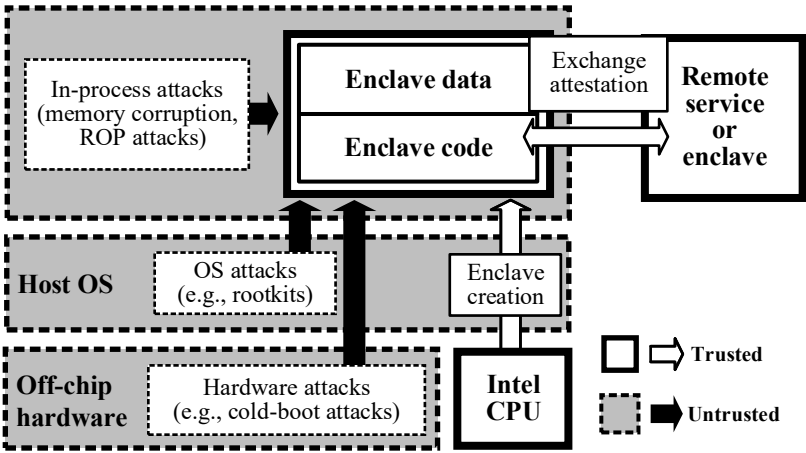 In-process attacks
(memory corruption,
ROP attacks)
Enclave data
Enclave code
Exchange
attestation
Remote
service
or
enclave
Host OS
OS attacks
(e.g., rootkits)
Enclave
creation
Off-chip
hardware
Hardware attacks
(e.g., cold-boot attacks)
Intel
CPU
Trusted
Untrusted